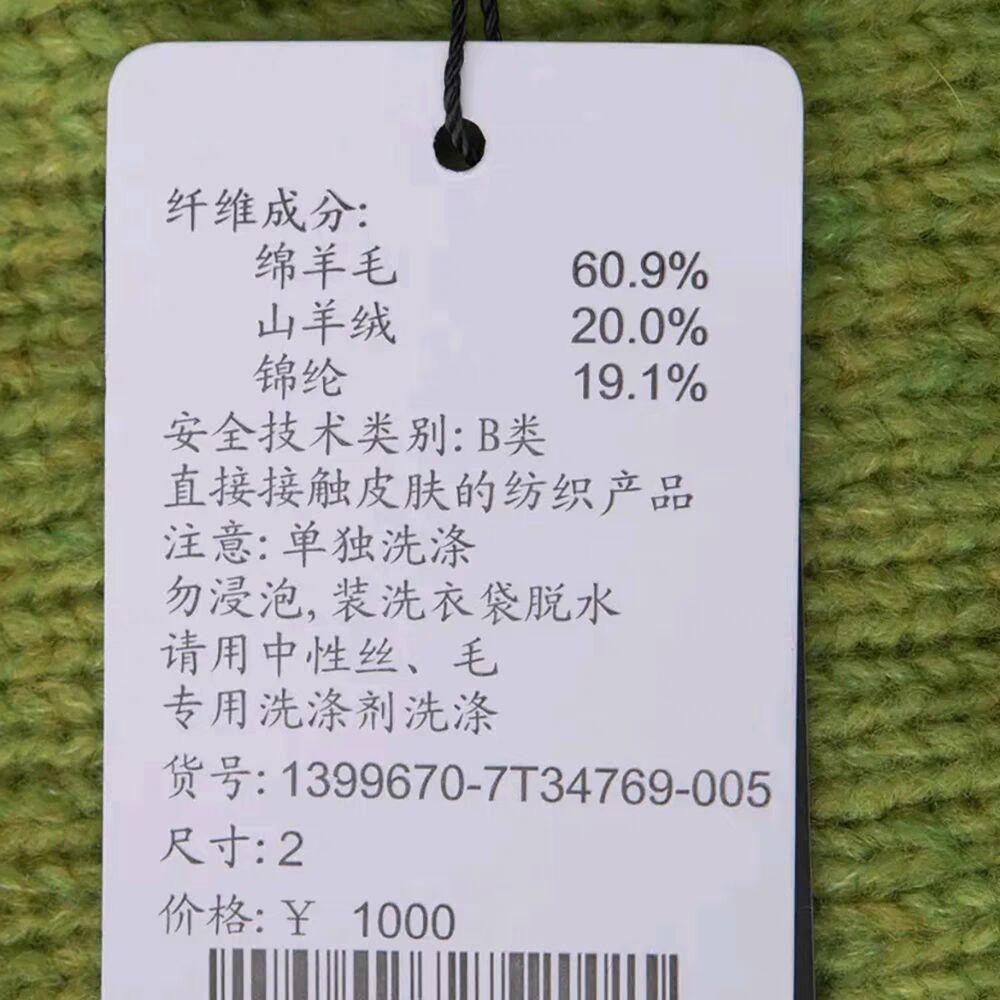 纤维成分:
绵羊毛 60.9%
山羊绒 20.0%
锦纶 19.1%
安全技术类别: B类
直接接触皮肤的纺织产品
注意: 单独洗涤
勿浸泡, 装洗衣袋脱水
请用中性丝、毛
专用洗涤剂洗涤
货号: 1399670-7T34769-005
尺寸: 2
价格: ¥ 1000